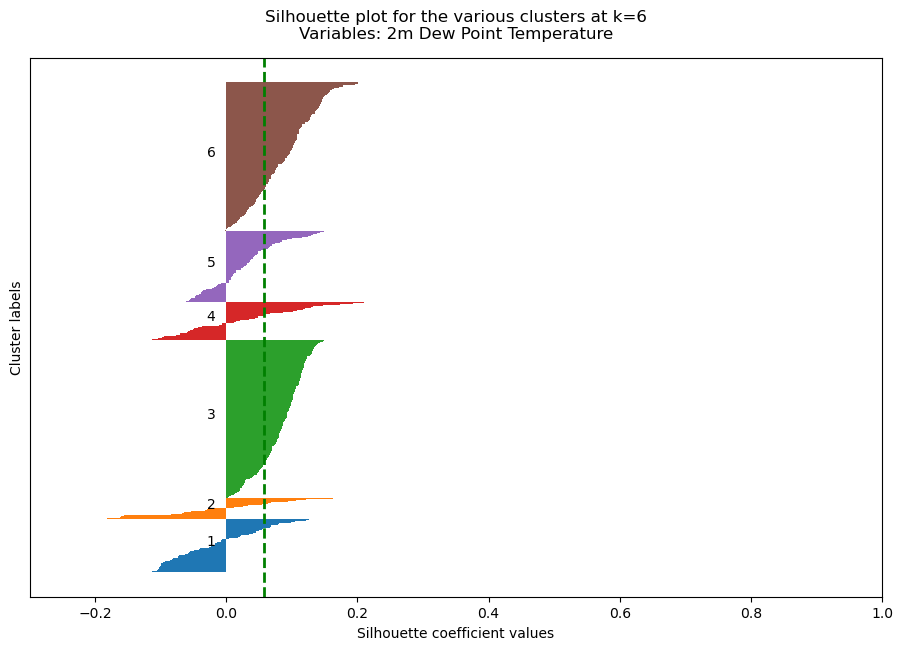 Silhouette plot for the various clusters at k=6
Variables: 2m Dew Point Temperature
Cluster labels
6
5
4
3
2
1
−0.2 0.0 0.2 0.4 0.6 0.8 1.0
Silhouette coefficient values